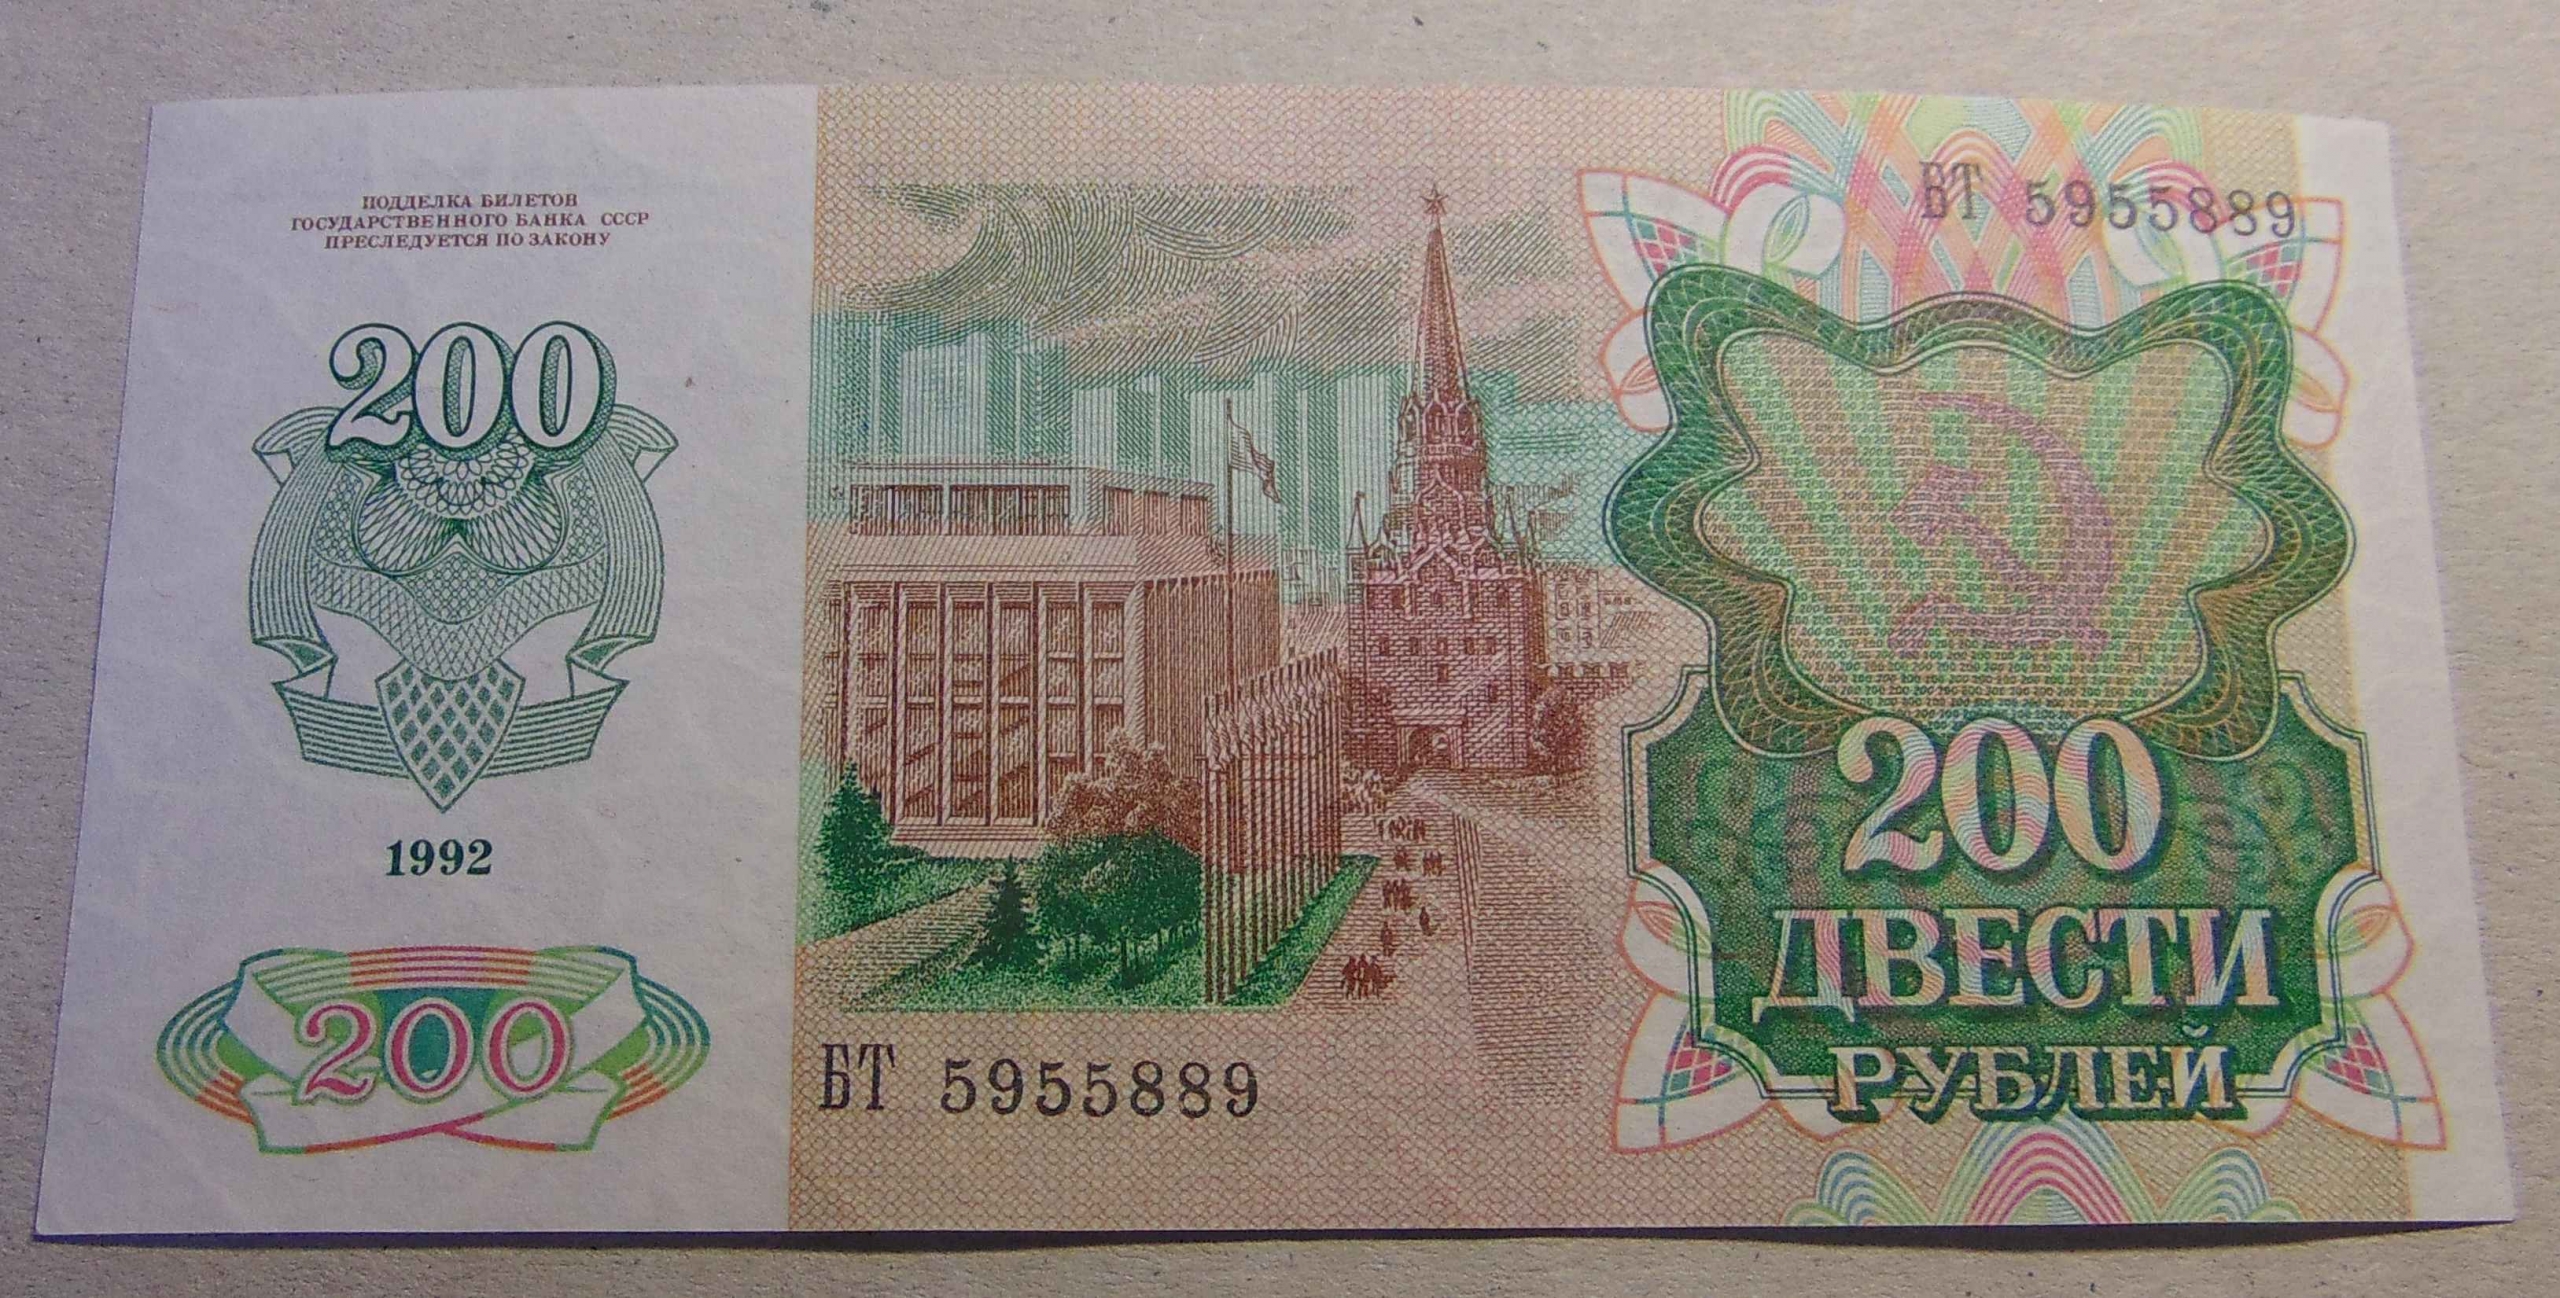 ПОДДЕЛКА БИЛЕТОВ
ГОСУДАРСТВЕННОГО БАНКА СССР
ПРЕСЛЕДУЕТСЯ ПО ЗАКОНУ
200
1992
200
БТ 5955889
БТ 5955889
200
ДВЕСТИ
РУБЛЕЙ